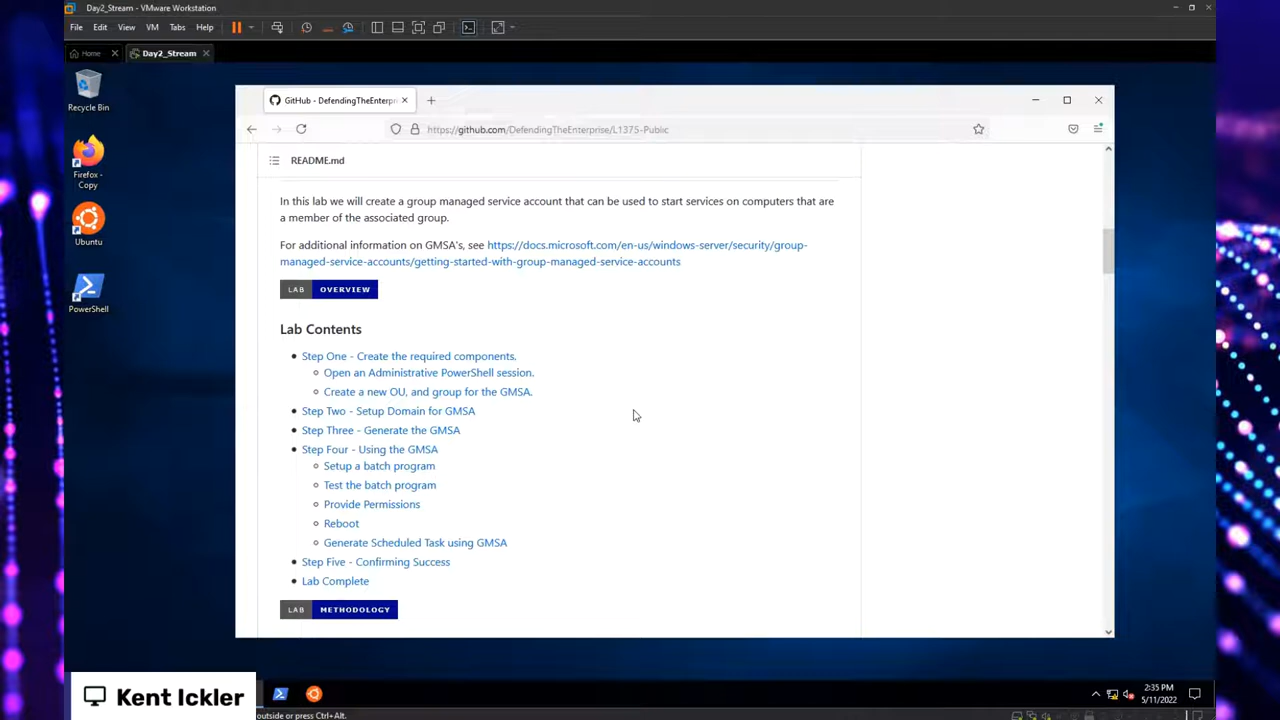 Day2_Stream - VMware Workstation
File Edit View VM Tabs Help
Home Day2_Stream
Recycle Bin
Firefox - Copy
Ubuntu
PowerShell
GitHub - DefendingTheEnterpri
https://github.com/DefendingTheEnterprise/L1375-Public
README.md
In this lab we will create a group managed service account that can be used to start services on computers that are
a member of the associated group.
For additional information on GMSA's, see https://docs.microsoft.com/en-us/windows-server/security/group-
managed-service-accounts/getting-started-with-group-managed-service-accounts
LAB OVERVIEW
Lab Contents
Step One - Create the required components.
Open an Administrative PowerShell session.
Create a new OU, and group for the GMSA.
Step Two - Setup Domain for GMSA
Step Three - Generate the GMSA
Step Four - Using the GMSA
Setup a batch program
Test the batch program
Provide Permissions
Reboot
Generate Scheduled Task using GMSA
Step Five - Confirming Success
Lab Complete
LAB METHODOLOGY
Kent Ickler
2:35 PM
5/11/2022
outside or press Ctrl+Alt.